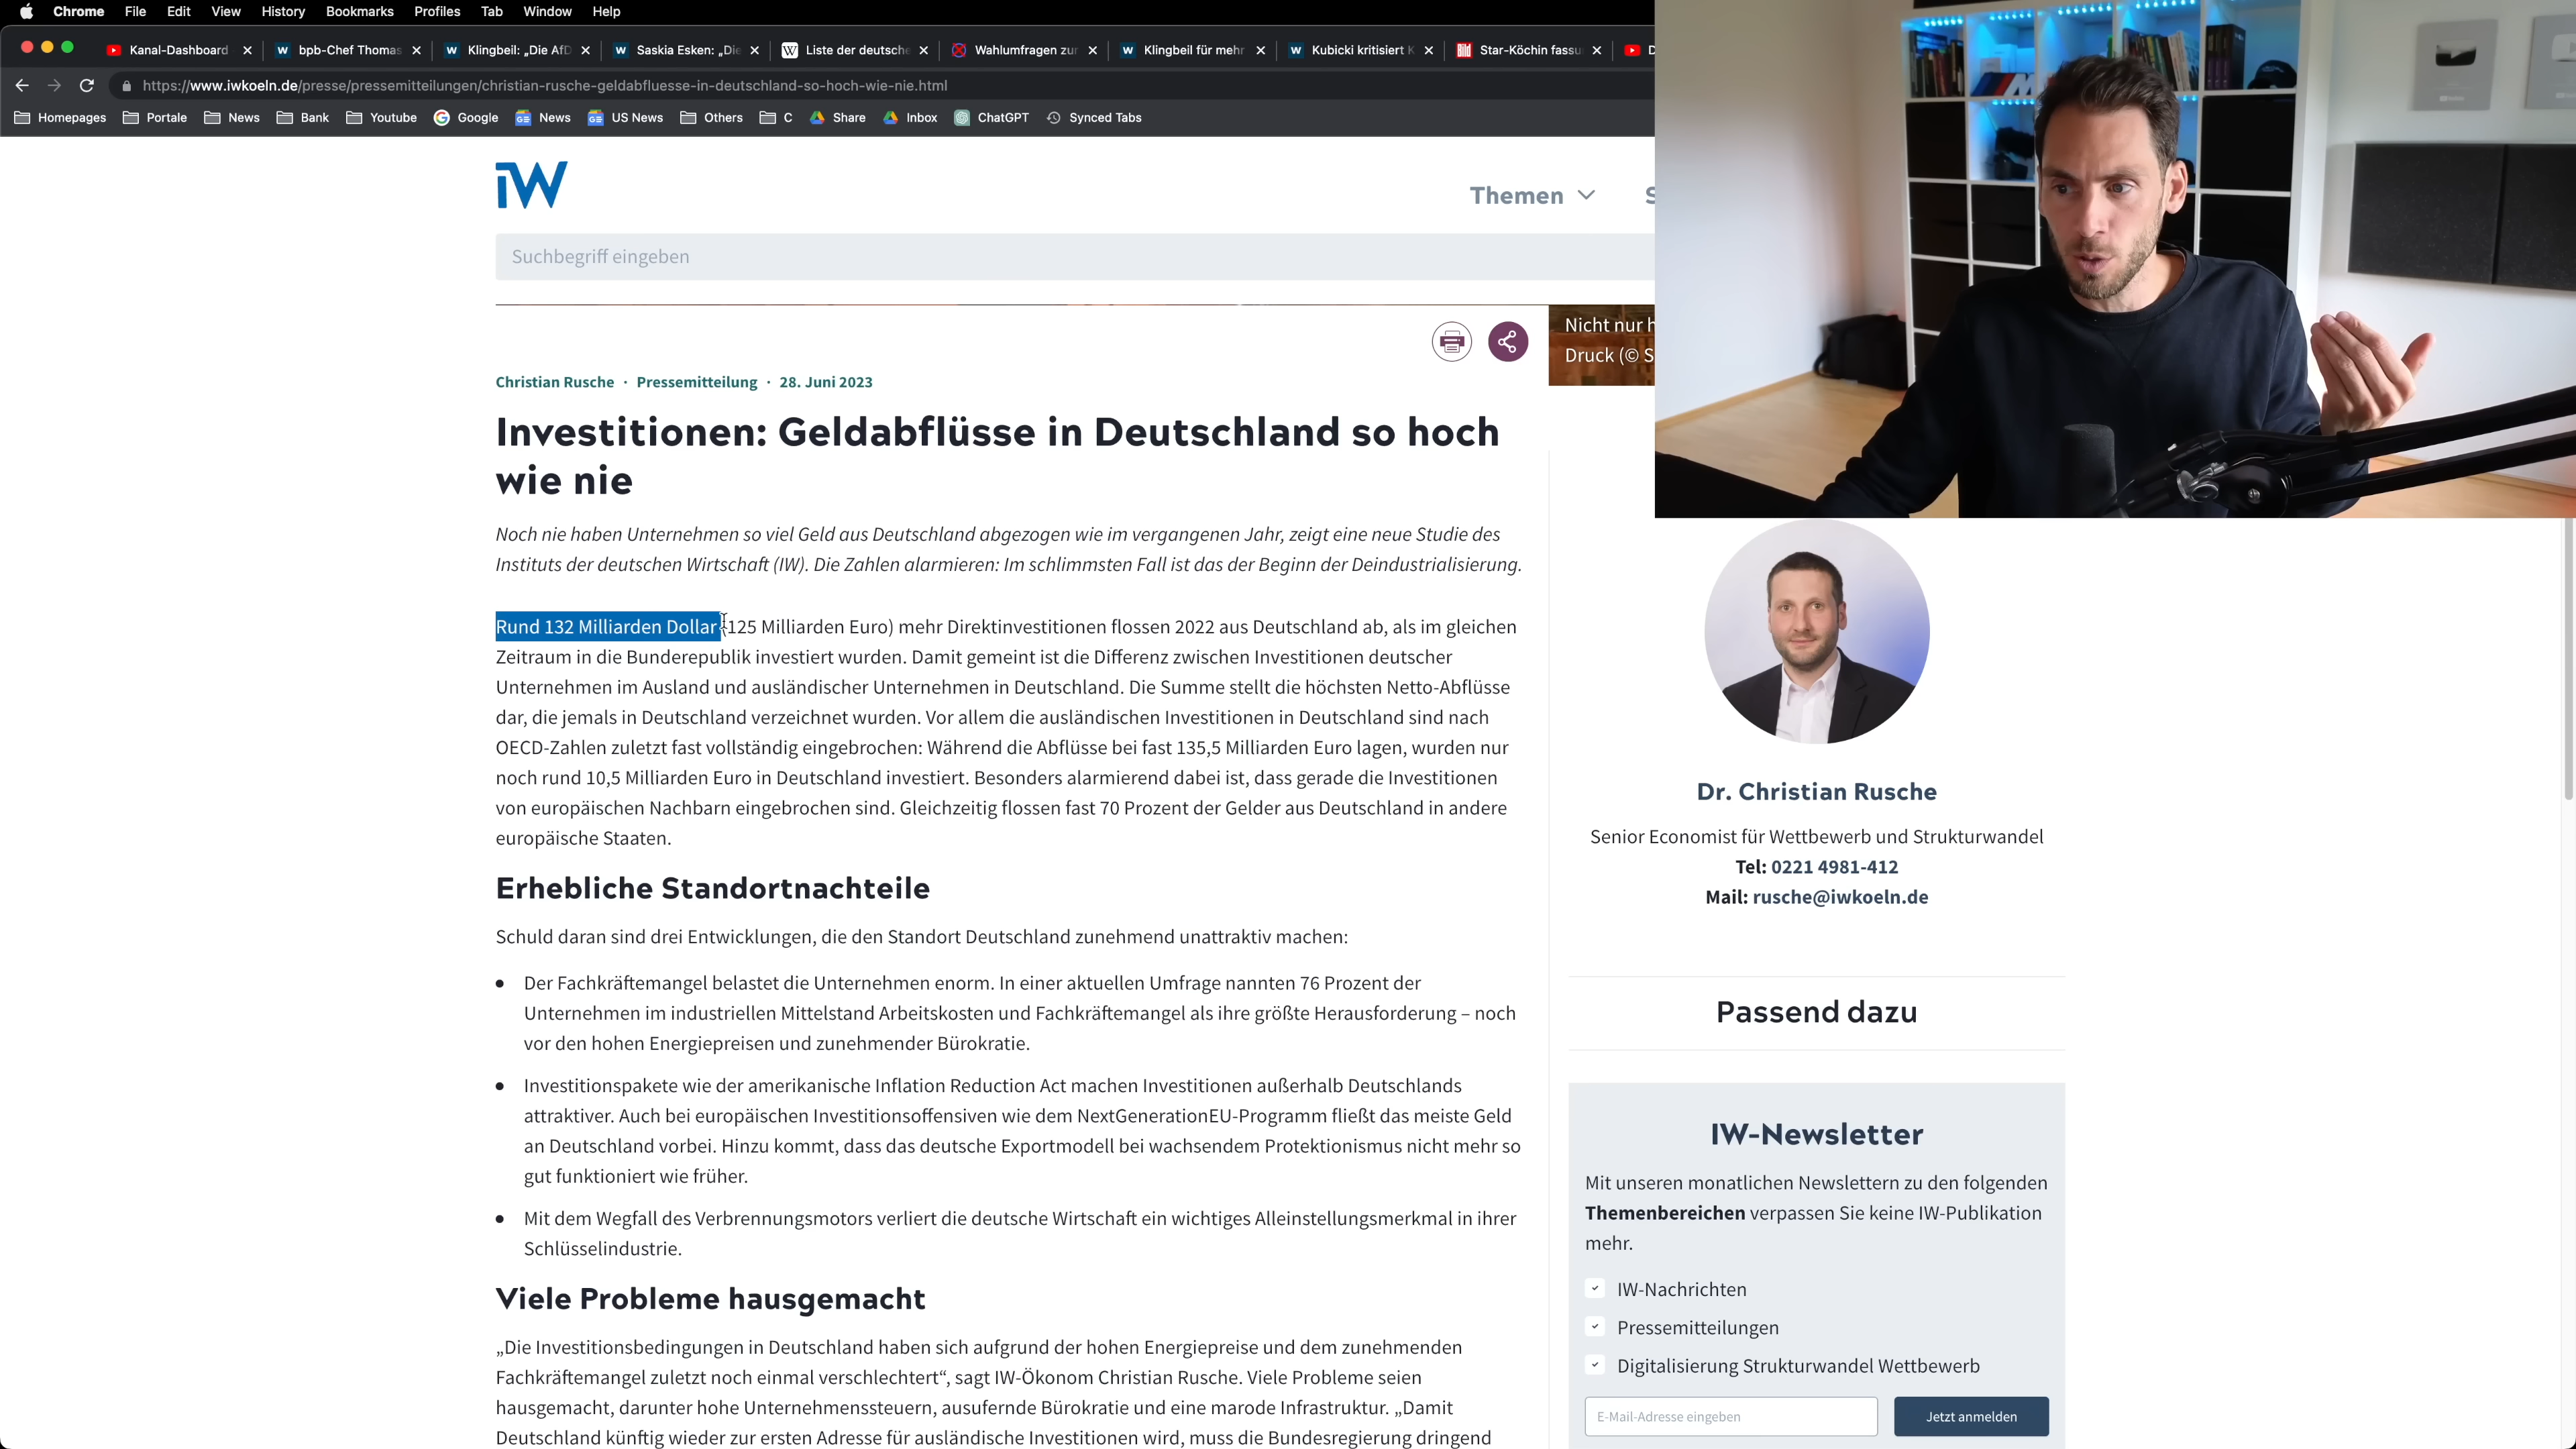 Chrome File Edit View History Bookmarks Profiles Tab Window Help
Kanal-Dashboard bpb-Chef Thomas Klingbeil: „Die AfD Saskia Esken: „Die Liste der deutsche Wahlumfragen zur Klingbeil für mehr Kubicki kritisiert K Star-Köchin fassu D
https://www.iwkoeln.de/presse/pressemitteilungen/christian-rusche-geldabfluesse-in-deutschland-so-hoch-wie-nie.html
Homepages Portale News Bank Youtube Google News US News Others C Share Inbox ChatGPT Synced Tabs
iW
Themen S
Suchbegriff eingeben
Nicht nur h
Druck (© S
Christian Rusche · Pressemitteilung · 28. Juni 2023
Investitionen: Geldabflüsse in Deutschland so hoch
wie nie
Noch nie haben Unternehmen so viel Geld aus Deutschland abgezogen wie im vergangenen Jahr, zeigt eine neue Studie des
Instituts der deutschen Wirtschaft (IW). Die Zahlen alarmieren: Im schlimmsten Fall ist das der Beginn der Deindustrialisierung.
Rund 132 Milliarden Dollar (125 Milliarden Euro) mehr Direktinvestitionen flossen 2022 aus Deutschland ab, als im gleichen
Zeitraum in die Bunderepublik investiert wurden. Damit gemeint ist die Differenz zwischen Investitionen deutscher
Unternehmen im Ausland und ausländischer Unternehmen in Deutschland. Die Summe stellt die höchsten Netto-Abflüsse
dar, die jemals in Deutschland verzeichnet wurden. Vor allem die ausländischen Investitionen in Deutschland sind nach
OECD-Zahlen zuletzt fast vollständig eingebrochen: Während die Abflüsse bei fast 135,5 Milliarden Euro lagen, wurden nur
noch rund 10,5 Milliarden Euro in Deutschland investiert. Besonders alarmierend dabei ist, dass gerade die Investitionen
von europäischen Nachbarn eingebrochen sind. Gleichzeitig flossen fast 70 Prozent der Gelder aus Deutschland in andere
europäische Staaten.
Erhebliche Standortnachteile
Schuld daran sind drei Entwicklungen, die den Standort Deutschland zunehmend unattraktiv machen:
• Der Fachkräftemangel belastet die Unternehmen enorm. In einer aktuellen Umfrage nannten 76 Prozent der
Unternehmen im industriellen Mittelstand Arbeitskosten und Fachkräftemangel als ihre größte Herausforderung – noch
vor den hohen Energiepreisen und zunehmender Bürokratie.
• Investitionspakete wie der amerikanische Inflation Reduction Act machen Investitionen außerhalb Deutschlands
attraktiver. Auch bei europäischen Investitionsoffensiven wie dem NextGenerationEU-Programm fließt das meiste Geld
an Deutschland vorbei. Hinzu kommt, dass das deutsche Exportmodell bei wachsendem Protektionismus nicht mehr so
gut funktioniert wie früher.
• Mit dem Wegfall des Verbrennungsmotors verliert die deutsche Wirtschaft ein wichtiges Alleinstellungsmerkmal in ihrer
Schlüsselindustrie.
Viele Probleme hausgemacht
„Die Investitionsbedingungen in Deutschland haben sich aufgrund der hohen Energiepreise und dem zunehmenden
Fachkräftemangel zuletzt noch einmal verschlechtert“, sagt IW-Ökonom Christian Rusche. Viele Probleme seien
hausgemacht, darunter hohe Unternehmenssteuern, ausufernde Bürokratie und eine marode Infrastruktur. „Damit
Deutschland künftig wieder zur ersten Adresse für ausländische Investitionen wird, muss die Bundesregierung dringend
Dr. Christian Rusche
Senior Economist für Wettbewerb und Strukturwandel
Tel: 0221 4981-412
Mail: rusche@iwkoeln.de
Passend dazu
IW-Newsletter
Mit unseren monatlichen Newslettern zu den folgenden
Themenbereichen verpassen Sie keine IW-Publikation
mehr.
IW-Nachrichten
Pressemitteilungen
Digitalisierung Strukturwandel Wettbewerb
E-Mail-Adresse eingeben
Jetzt anmelden